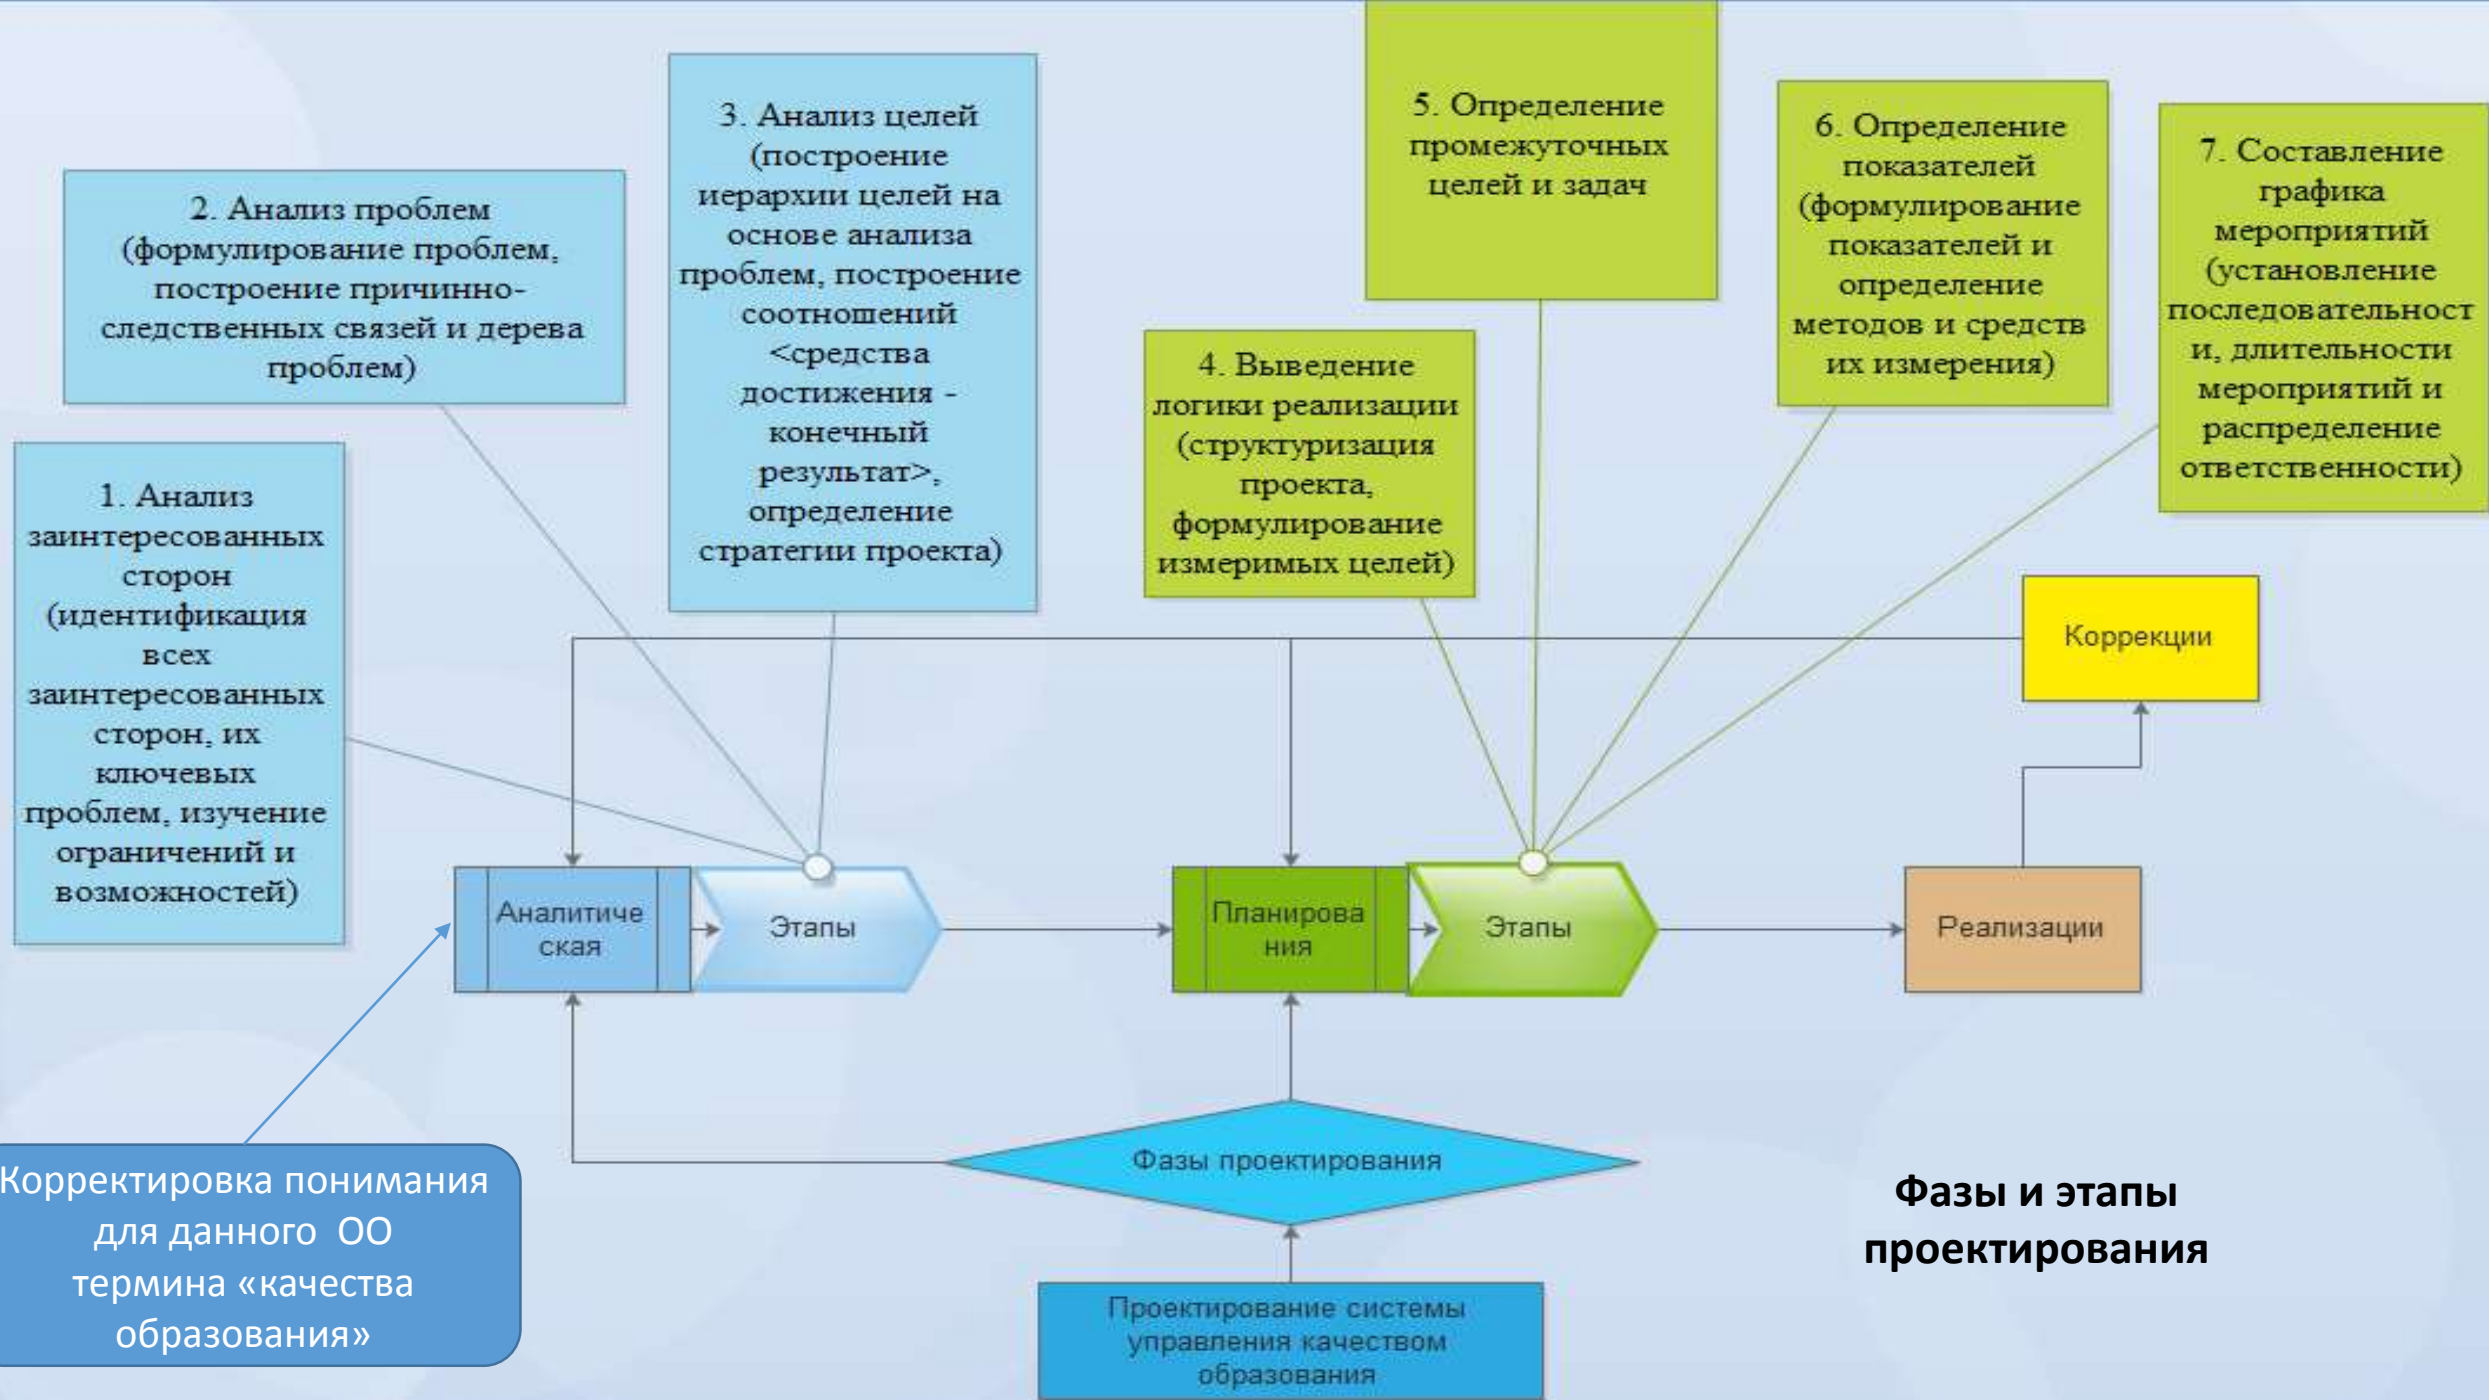 1. Анализ
заинтересованных
сторон
(идентификация
всех
заинтересованных
сторон, их
ключевых
проблем, изучение
ограничений и
возможностей)
2. Анализ проблем
(формулирование проблем,
построение причинно-
следственных связей и дерева
проблем)
3. Анализ целей
(построение
иерархии целей на
основе анализа
проблем, построение
соотношений
<средства
достижения -
конечный
результат>,
определение
стратегии проекта)
4. Выведение
логики реализации
(структуризация
проекта,
формулирование
измеримых целей)
5. Определение
промежуточных
целей и задач
6. Определение
показателей
(формулирование
показателей и
определение
методов и средств
их измерения)
7. Составление
графика
мероприятий
(установление
последовательност
и, длительности
мероприятий и
распределение
ответственности)
Коррекции
Аналитиче
ская
Этапы
Планирова
ния
Этапы
Реализации
Фазы проектирования
Корректировка понимания
для данного ОО
термина «качества
образования»
Фазы и этапы
проектирования
Проектирование системы
управления качеством
образования